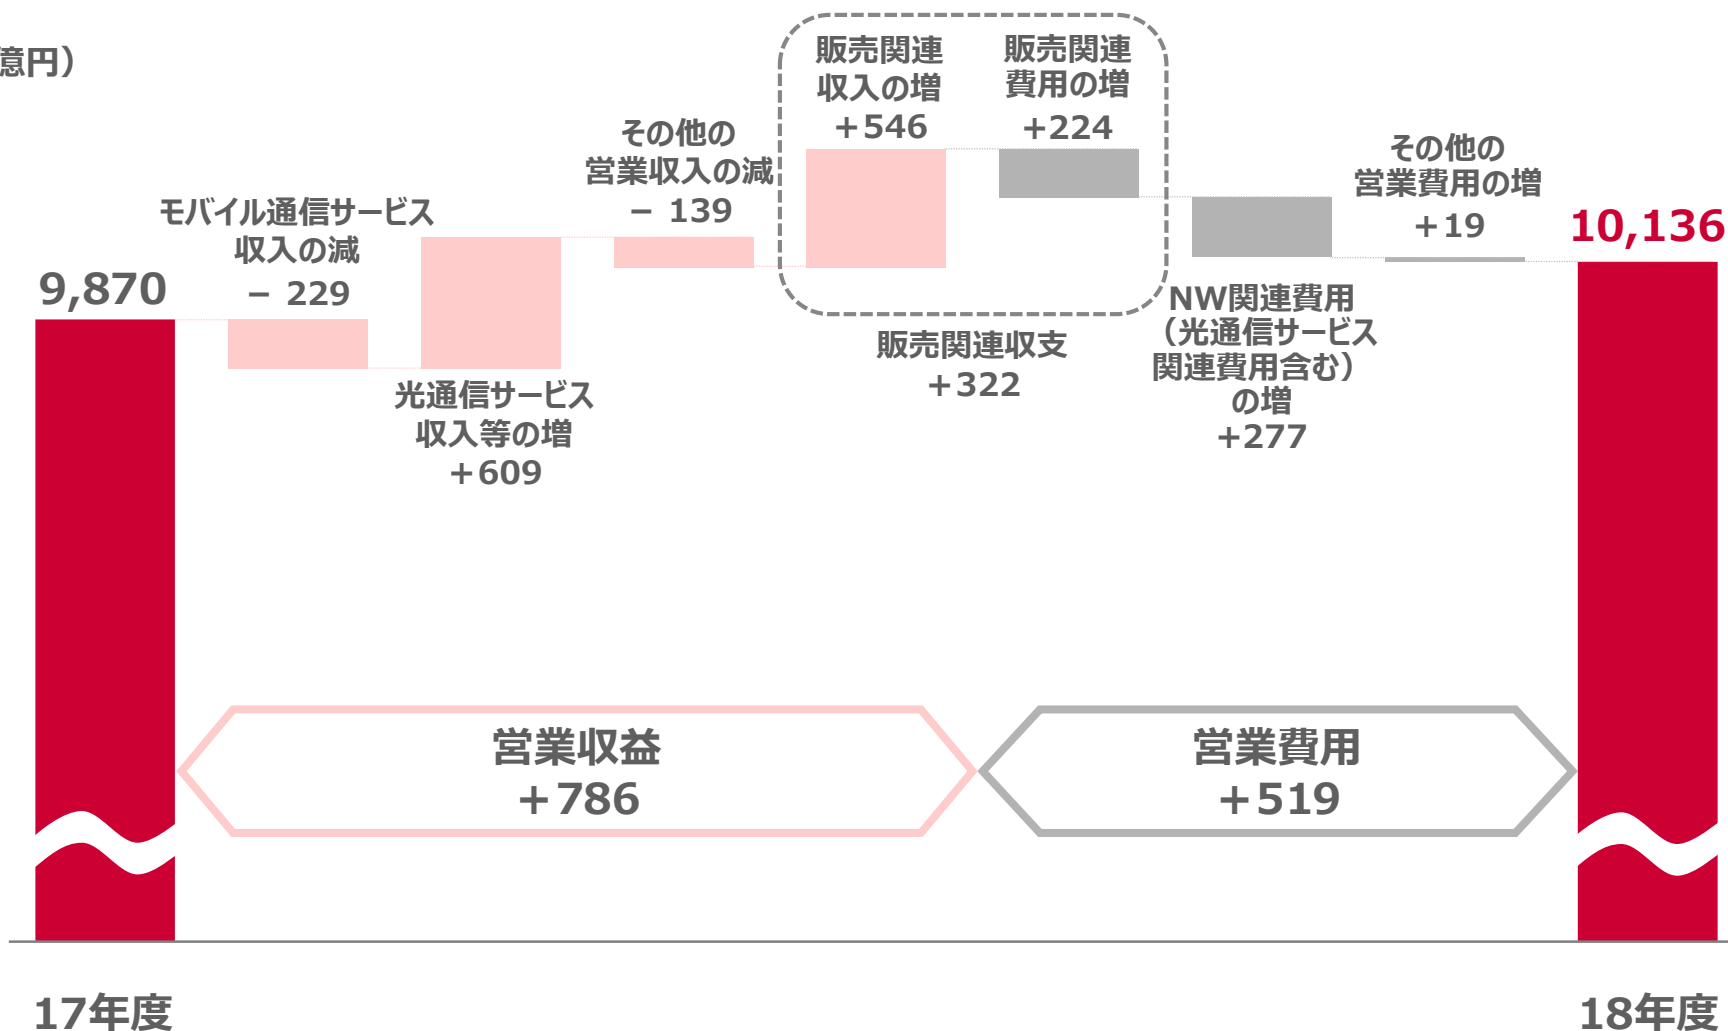 億円）
9,870
モバイル通信サービス
収入の減
− 229
光通信サービス
収入等の増
+609
その他の
営業収入の減
− 139
販売関連
収入の増
+546
販売関連
費用の増
+224
販売関連収支
+322
NW関連費用
（光通信サービス
関連費用含む）
の増
+277
その他の
営業費用の増
+19
10,136
営業収益
+786
営業費用
+519
17年度
18年度